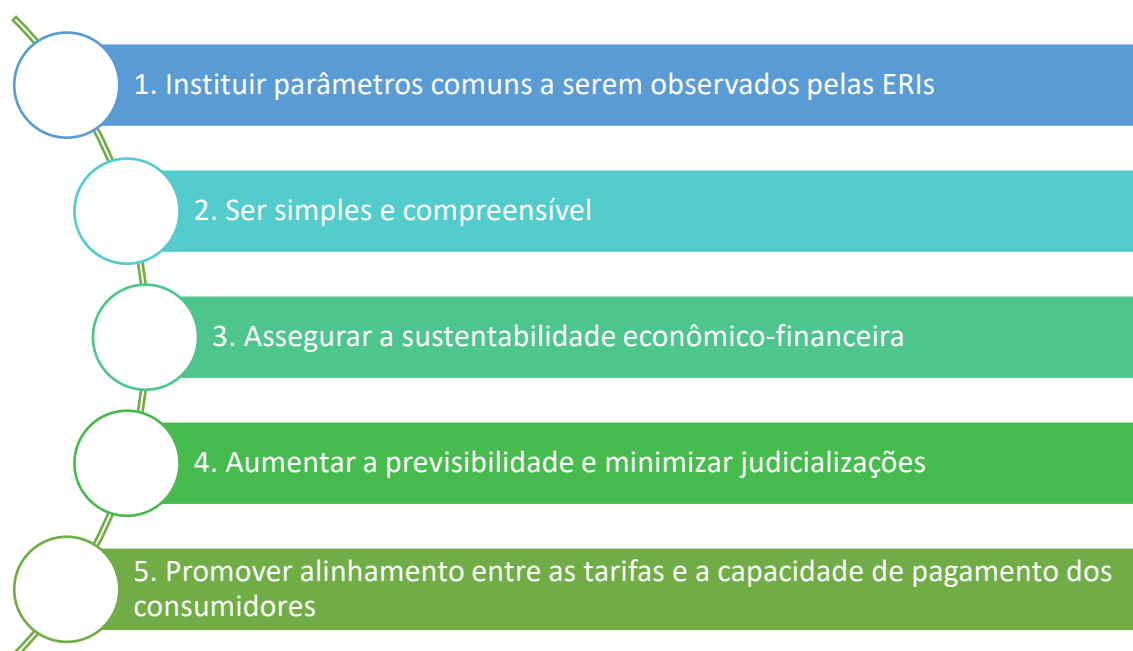 1. Instituir parâmetros comuns a serem observados pelas ERIs
2. Ser simples e compreensível
3. Assegurar a sustentabilidade econômico-financeira
4. Aumentar a previsibilidade e minimizar judicializações
5. Promover alinhamento entre as tarifas e a capacidade de pagamento dos
consumidores